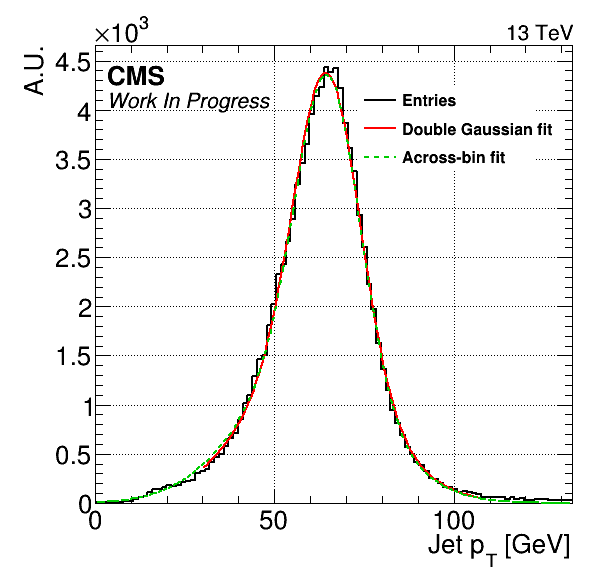 ×10³
13 TeV
A.U.
CMS
Work In Progress
Entries
Double Gaussian fit
Across-bin fit
4.5
4
3.5
3
2.5
2
1.5
1
0.5
0
0 50 100
Jet p_T [GeV]